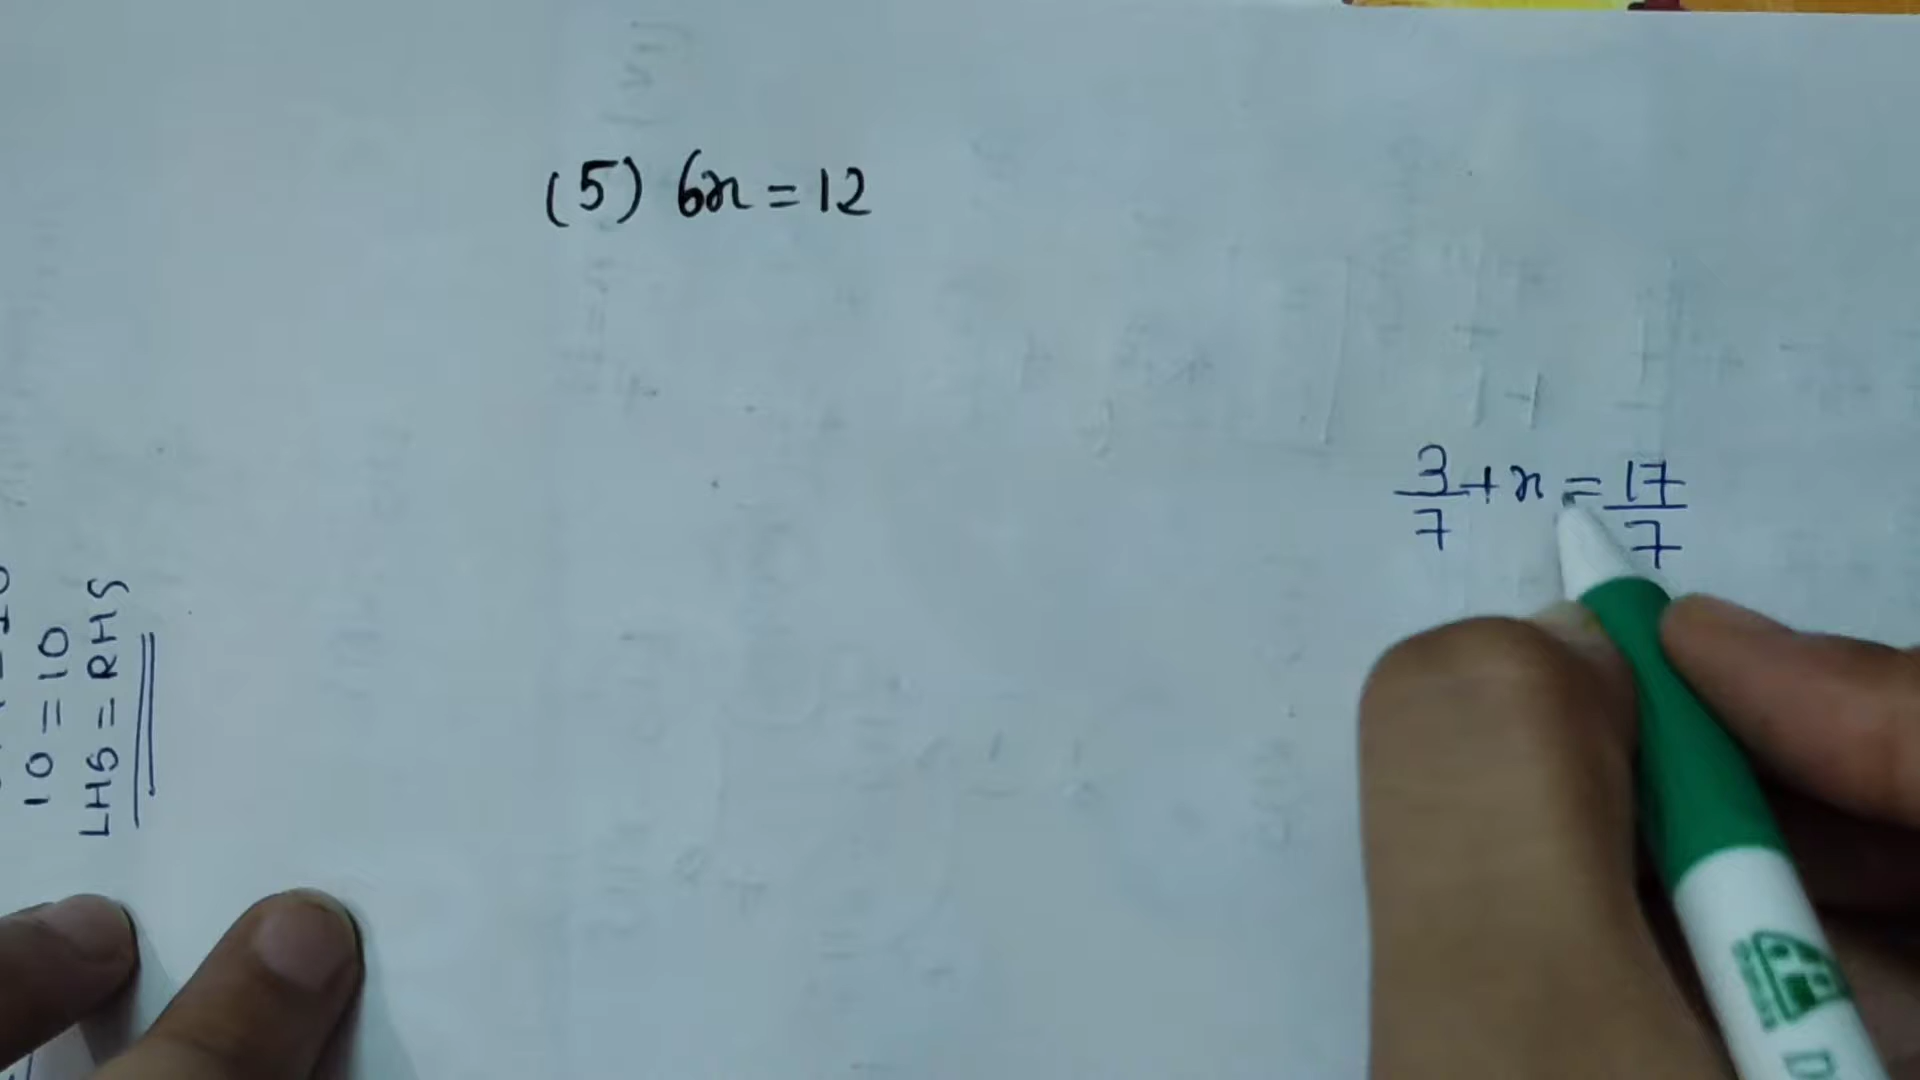 (5) 6x = 12
3/7 + x = 17/7
10 = 10
LHS = RHS